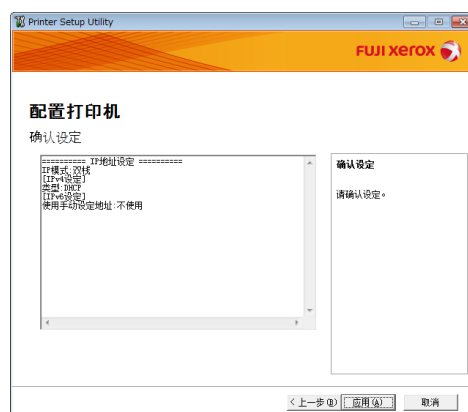 Printer Setup Utility
FUJI xerox
配置打印机
确认设定
========== IP地址设定 ==========
IP模式:双栈
[IPv4设定]
类型:DHCP
[IPv6设定]
使用手动设定地址:不使用
确认设定
请确认设定。
<上一步(B)
应用(A)
取消